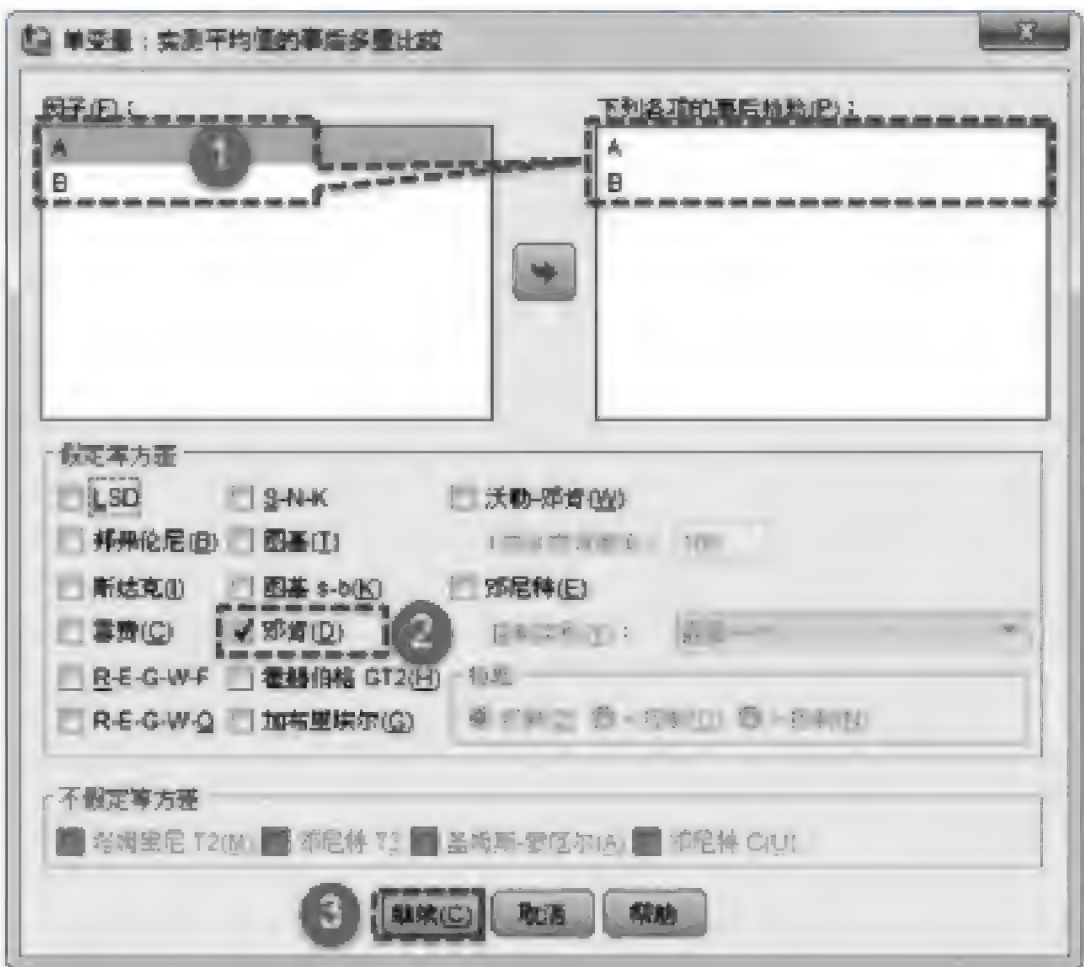 单变量：实测平均值的事后多重比较
因子(F)： 下列各项的事后检验(P)：
A
B
A
B
1
假定等方差
LSD S-N-K 沃勒-邓肯(W)
邦弗伦尼(B) 图基(T) 100
斯达克(I) 图基 s-b(K) 邓尼特(E)
雪费(C) 邓肯(D) 2
R-E-G-W-F 霍赫伯格 GT2(H)
R-E-G-W-Q 加布里埃尔(G)
不假定等方差
塔姆黑尼 T2(M) 邓尼特 T3 盖姆斯-豪厄尔(A) 邓尼特 C(U)
3 继续(C) 取消 帮助